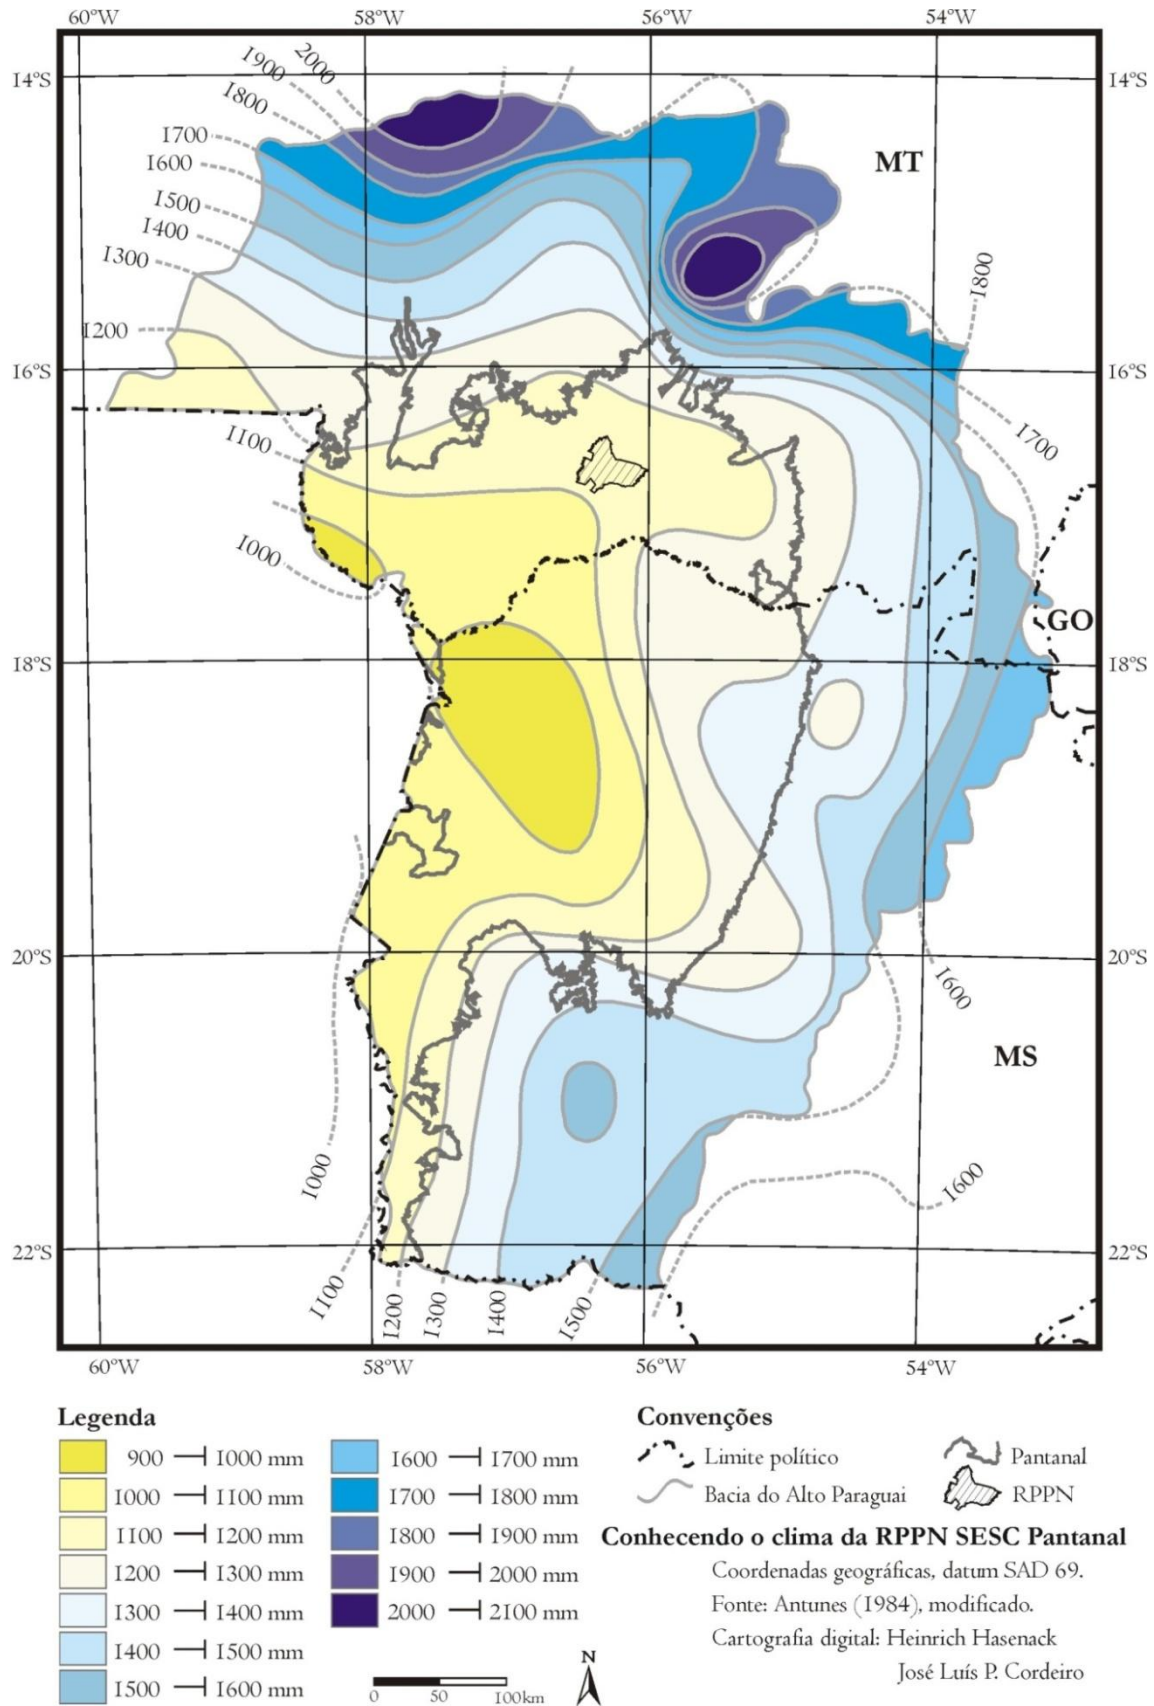 60°W 58°W 56°W 54°W
14°S 14°S
2000
1900
1800
1700
1600
1500
1400
1300
1200
MT
1800
16°S 16°S
1700
1100
1000
GO
18°S 18°S
20°S 20°S
1600
MS
1000
1600
22°S 22°S
1100
1200
1300
1400
1500
60°W 58°W 56°W 54°W
Legenda
900 1000 mm
1000 1100 mm
1100 1200 mm
1200 1300 mm
1300 1400 mm
1400 1500 mm
1500 1600 mm
1600 1700 mm
1700 1800 mm
1800 1900 mm
1900 2000 mm
2000 2100 mm
0 50 100km
N
Convenções
Limite político
Pantanal
Bacia do Alto Paraguai
RPPN
Conhecendo o clima da RPPN SESC Pantanal
Coordenadas geográficas, datum SAD 69.
Fonte: Antunes (1984), modificado.
Cartografia digital: Heinrich Hasenack
José Luís P. Cordeiro